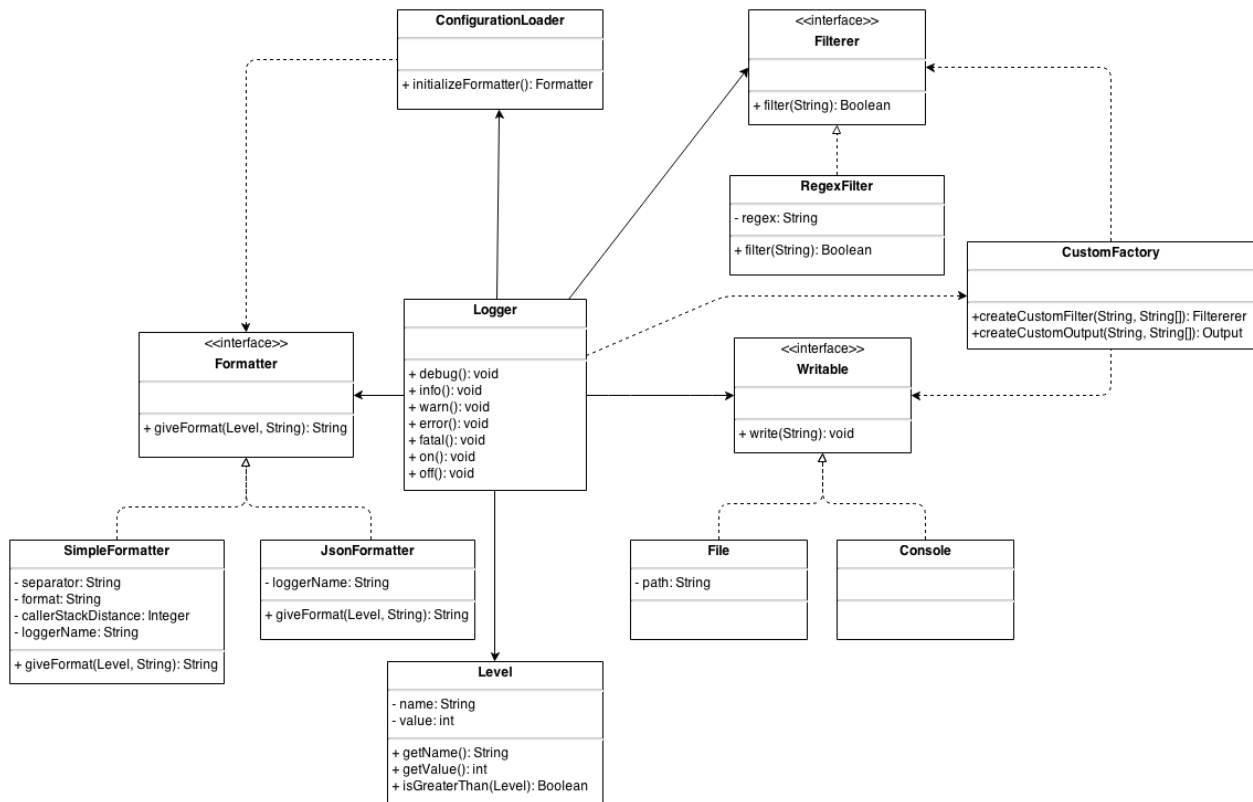 ConfigurationLoader
+ initializeFormatter(): Formatter
<<interface>>
Filterer
+ filter(String): Boolean
RegexFilter
- regex: String
+ filter(String): Boolean
CustomFactory
+createCustomFilter(String, String[]): Filtererer
+createCustomOutput(String, String[]): Output
Logger
+ debug(): void
+ info(): void
+ warn(): void
+ error(): void
+ fatal(): void
+ on(): void
+ off(): void
<<interface>>
Formatter
+ giveFormat(Level, String): String
<<interface>>
Writable
+ write(String): void
SimpleFormatter
- separator: String
- format: String
- callerStackDistance: Integer
- loggerName: String
+ giveFormat(Level, String): String
JsonFormatter
- loggerName: String
+ giveFormat(Level, String): String
File
- path: String
Console
Level
- name: String
- value: int
+ getName(): String
+ getValue(): int
+ isGreaterThan(Level): Boolean